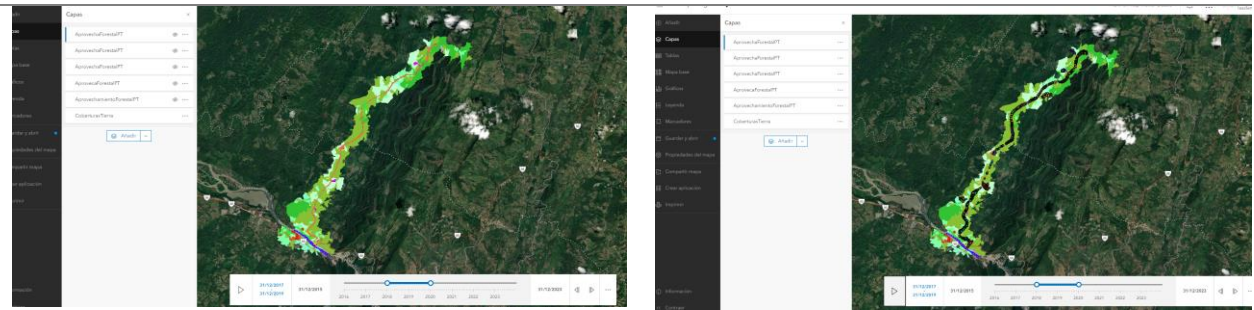 Capas ×
AprovechaForestalPT
AprovechaForestalPT
AprovechaForestalPT
AprovecaForestalPT
AprovechamientoForestalPT
CoberturasTierra
Añadir
31/12/2017
31/12/2019
31/12/2015
2016 2017 2018 2019 2020 2021 2022 2023
31/12/2023
Añadir
Capas
Tablas
Mapa base
Gráficos
Leyenda
Marcadores
Guardar y abrir
Propiedades del mapa
Compartir mapa
Crear aplicación
Imprimir
Información
Contraer
Capas ×
AprovechaForestalPT
AprovechaForestalPT
AprovechaForestalPT
AprovecaForestalPT
AprovechamientoForestalPT
CoberturasTierra
Añadir
31/12/2017
31/12/2019
31/12/2015
2016 2017 2018 2019 2020 2021 2022 2023
31/12/2023